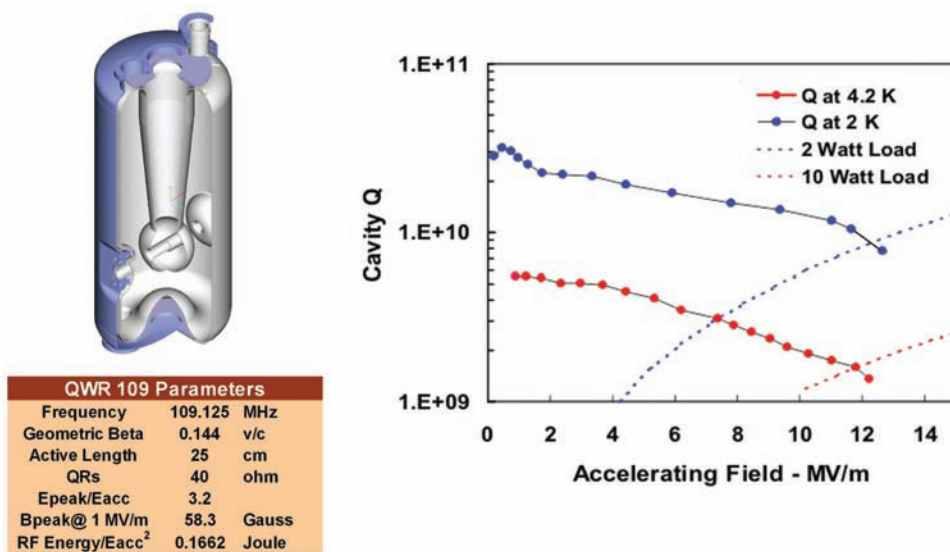 QWR 109 Parameters
Frequency 109.125 MHz
Geometric Beta 0.144 v/c
Active Length 25 cm
QRs 40 ohm
Epeak/Eacc 3.2
Bpeak@ 1 MV/m 58.3 Gauss
RF Energy/Eacc² 0.1662 Joule
1.E+11
1.E+10
1.E+09
Cavity Q
Q at 4.2 K
Q at 2 K
2 Watt Load
10 Watt Load
0 2 4 6 8 10 12 14
Accelerating Field - MV/m